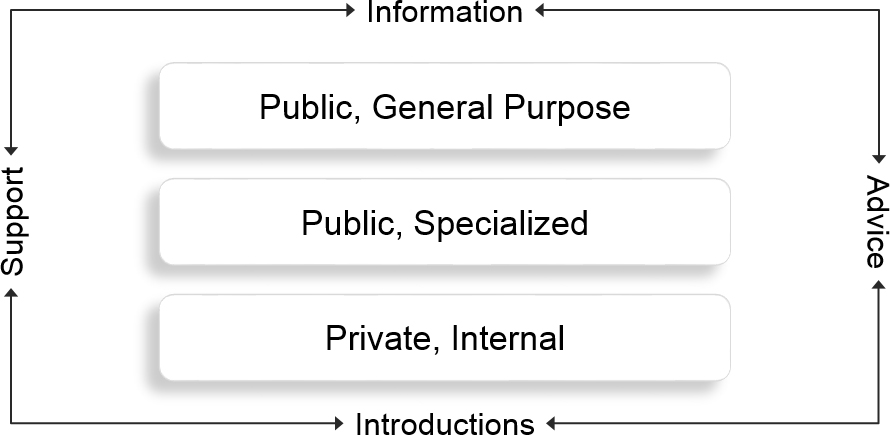 Information
Public, General Purpose
Support
Public, Specialized
Advice
Private, Internal
Introductions